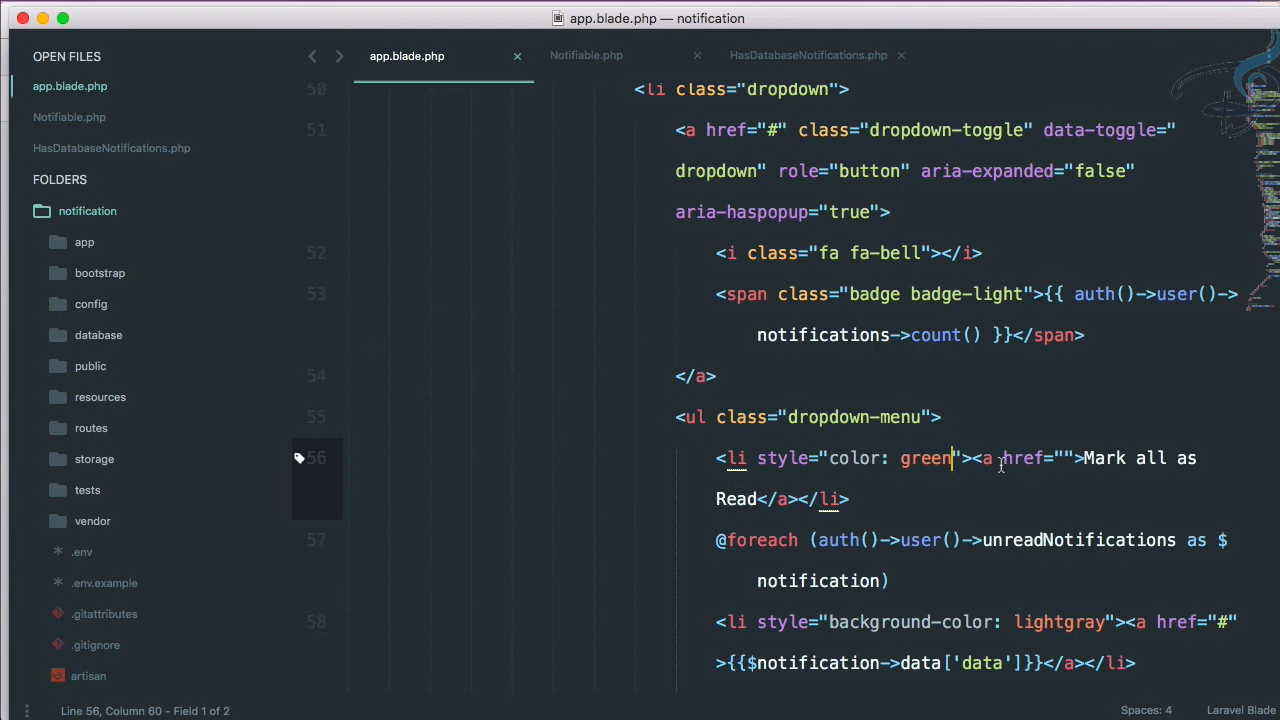 app.blade.php — notification
OPEN FILES
app.blade.php
Notifiable.php
HasDatabaseNotifications.php
FOLDERS
notification
app
bootstrap
config
database
public
resources
routes
storage
tests
vendor
.env
.env.example
.gitattributes
.gitignore
artisan
app.blade.php × Notifiable.php × HasDatabaseNotifications.php ×
50 <li class="dropdown">
51 <a href="#" class="dropdown-toggle" data-toggle="
dropdown" role="button" aria-expanded="false"
aria-haspopup="true">
52 <i class="fa fa-bell"></i>
53 <span class="badge badge-light">{{ auth()->user()->
notifications->count() }}</span>
54 </a>
55 <ul class="dropdown-menu">
56 <li style="color: green"><a href="">Mark all as
Read</a></li>
57 @foreach (auth()->user()->unreadNotifications as $
notification)
58 <li style="background-color: lightgray"><a href="#"
>{{$notification->data['data']}}</a></li>
Line 56, Column 60 - Field 1 of 2
Spaces: 4 Laravel Blade